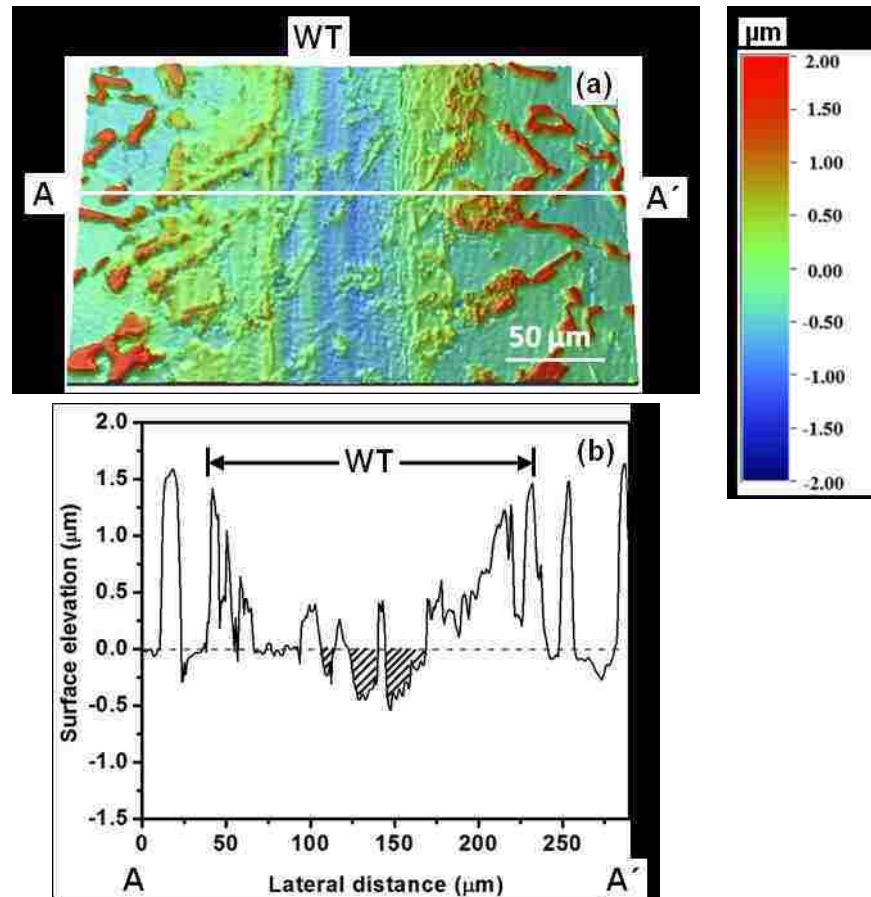 WT
(a)
A
A´
50 µm
µm
2.00
1.50
1.00
0.50
0.00
-0.50
-1.00
-1.50
-2.00
(b)
WT
Surface elevation (µm)
2.0
1.5
1.0
0.5
0.0
-0.5
-1.0
-1.5
0 50 100 150 200 250
A A´
Lateral distance (µm)